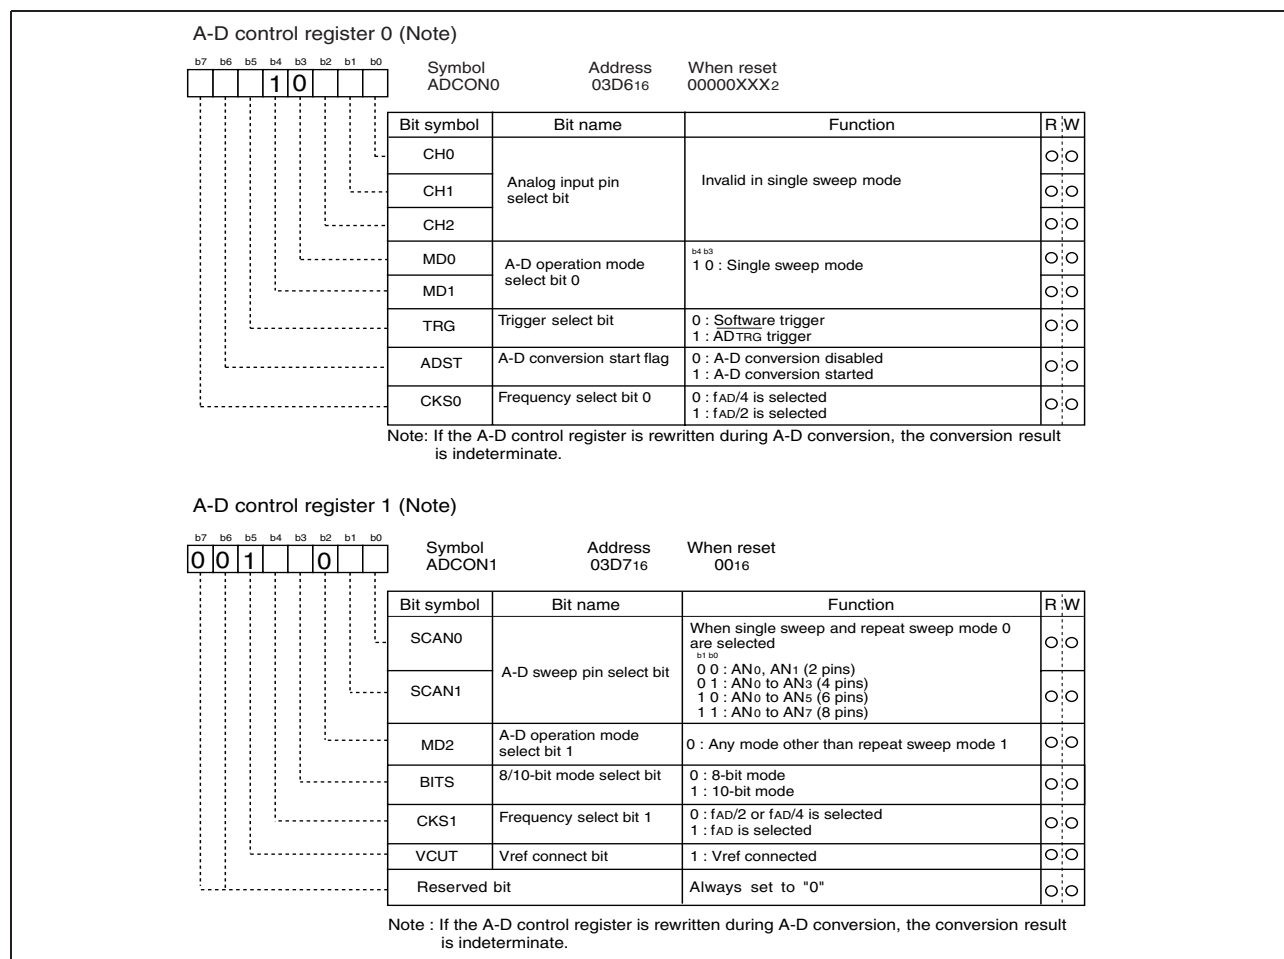 A-D control register 0 (Note)
b7 b6 b5 b4 b3 b2 b1 b0
1 0
Symbol Address When reset
ADCON0 03D616 00000XXX2
Bit symbol Bit name Function R W
CH0
CH1
CH2
Analog input pin
select bit
Invalid in single sweep mode
MD0
MD1
A-D operation mode
select bit 0
b4 b3
1 0 : Single sweep mode
TRG
Trigger select bit
0 : Software trigger
1 : ADTRG trigger
ADST
A-D conversion start flag
0 : A-D conversion disabled
1 : A-D conversion started
CKS0
Frequency select bit 0
0 : fAD/4 is selected
1 : fAD/2 is selected
Note: If the A-D control register is rewritten during A-D conversion, the conversion result
is indeterminate.
A-D control register 1 (Note)
b7 b6 b5 b4 b3 b2 b1 b0
0 0 1 0
Symbol Address When reset
ADCON1 03D716 0016
Bit symbol Bit name Function R W
SCAN0
SCAN1
A-D sweep pin select bit
When single sweep and repeat sweep mode 0
are selected
b1 b0
0 0 : AN0, AN1 (2 pins)
0 1 : AN0 to AN3 (4 pins)
1 0 : AN0 to AN5 (6 pins)
1 1 : AN0 to AN7 (8 pins)
MD2
A-D operation mode
select bit 1
0 : Any mode other than repeat sweep mode 1
BITS
8/10-bit mode select bit
0 : 8-bit mode
1 : 10-bit mode
CKS1
Frequency select bit 1
0 : fAD/2 or fAD/4 is selected
1 : fAD is selected
VCUT
Vref connect bit
1 : Vref connected
Reserved bit
Always set to "0"
Note : If the A-D control register is rewritten during A-D conversion, the conversion result
is indeterminate.